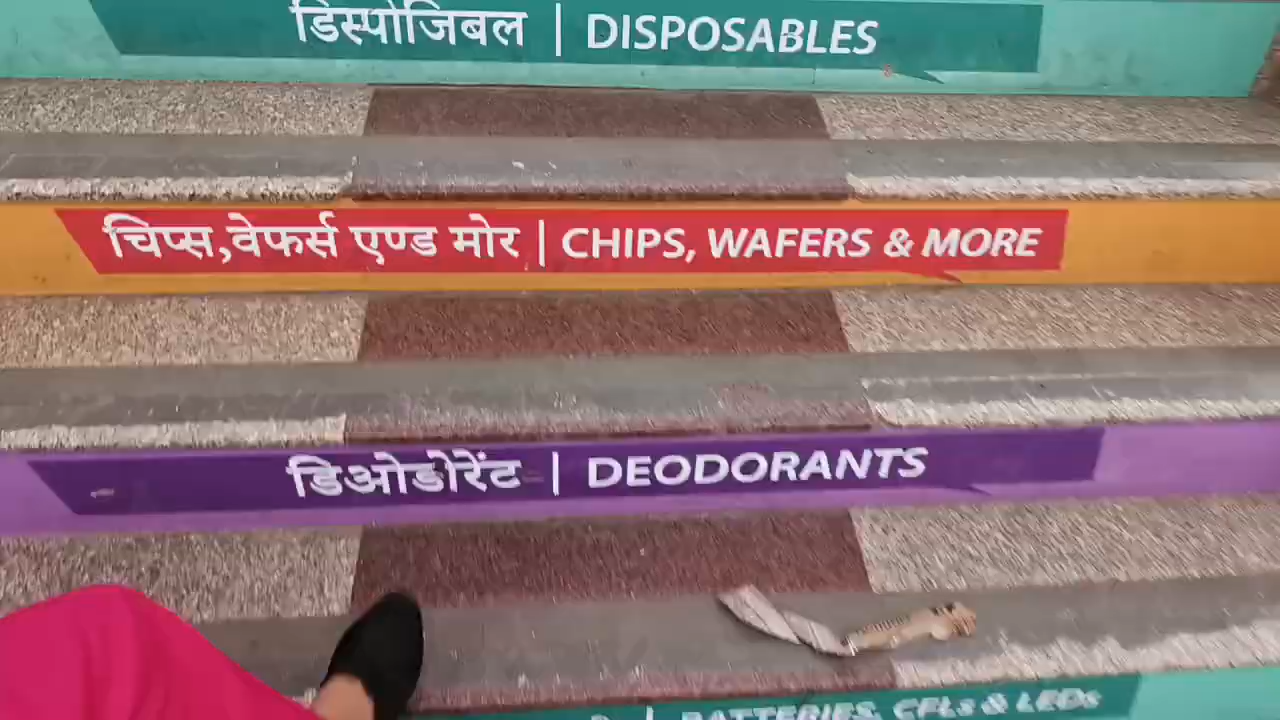 डिस्पोजिबल | DISPOSABLES
चिप्स,वेफर्स एण्ड मोर | CHIPS, WAFERS & MORE
डिओडोरेंट | DEODORANTS
| BATTERIES, CFLs & LEDs